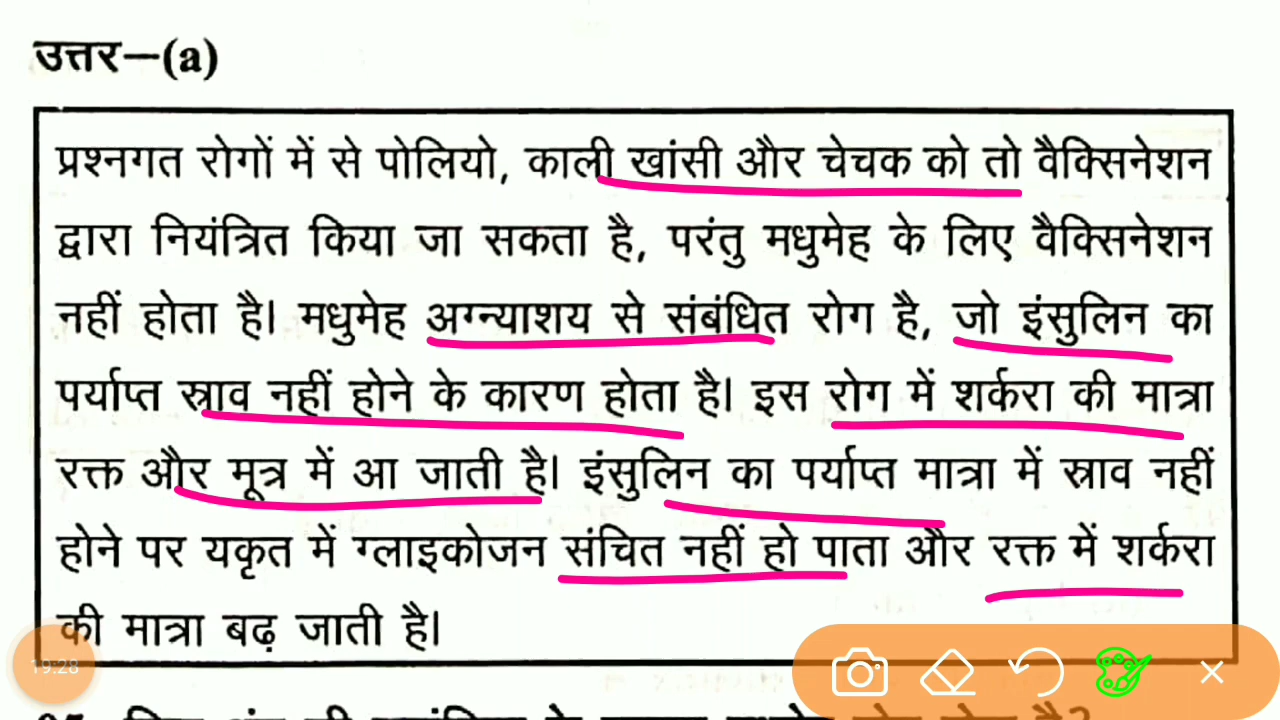 उत्तर—(a)
प्रश्नगत रोगों में से पोलियो, काली खांसी और चेचक को तो वैक्सिनेशन
द्वारा नियंत्रित किया जा सकता है, परंतु मधुमेह के लिए वैक्सिनेशन
नहीं होता है। मधुमेह अग्न्याशय से संबंधित रोग है, जो इंसुलिन का
पर्याप्त स्राव नहीं होने के कारण होता है। इस रोग में शर्करा की मात्रा
रक्त और मूत्र में आ जाती है। इंसुलिन का पर्याप्त मात्रा में स्राव नहीं
होने पर यकृत में ग्लाइकोजन संचित नहीं हो पाता और रक्त में शर्करा
की मात्रा बढ़ जाती है।
19:28